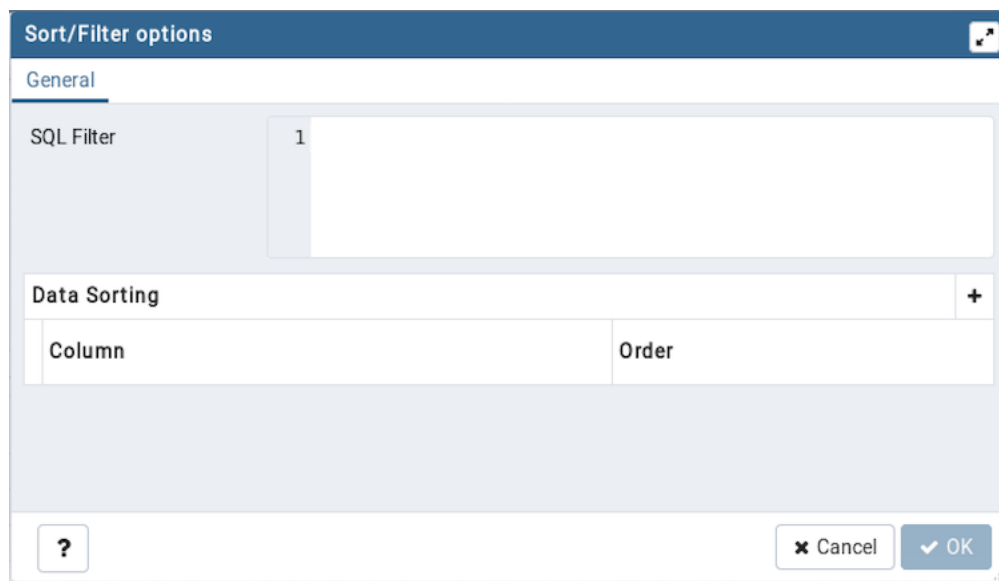 Sort/Filter options
General
SQL Filter
1
Data Sorting
+
Column Order
?
Cancel
OK